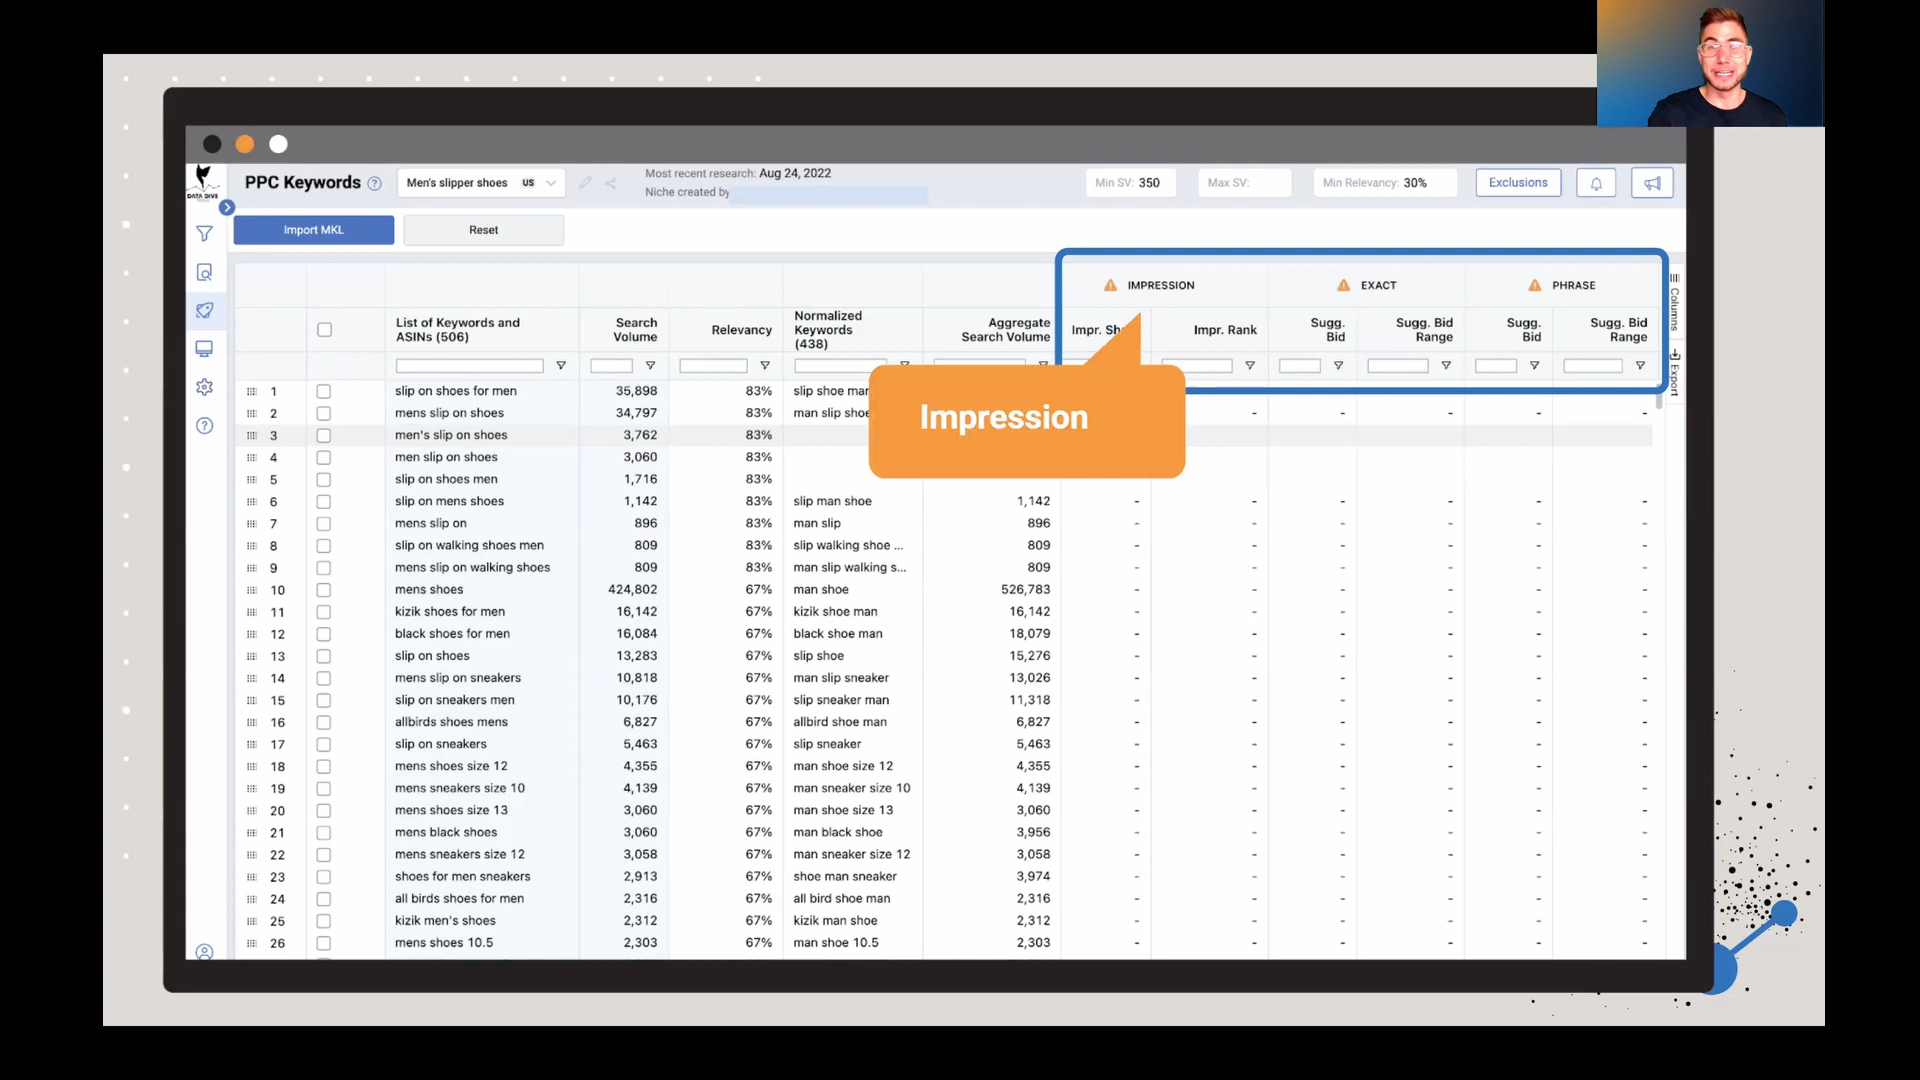 DATA DIVE
PPC Keywords
Men's slipper shoes US
Most recent research: Aug 24, 2022
Niche created by
Min SV: 350
Max SV:
Min Relevancy: 30%
Exclusions
Import MKL
Reset
IMPRESSION
EXACT
PHRASE
List of Keywords and ASINs (506)
Search Volume
Relevancy
Normalized Keywords (438)
Aggregate Search Volume
Impr.
Impr. Rank
Sugg. Bid
Sugg. Bid Range
Sugg. Bid
Sugg. Bid Range
Columns
Export
Impression
1 slip on shoes for men 35,898 83% slip shoe
2 mens slip on shoes 34,797 83% man slip - - - - -
3 men's slip on shoes 3,762 83%
4 men slip on shoes 3,060 83%
5 slip on shoes men 1,716 83%
6 slip on mens shoes 1,142 83% slip man shoe 1,142 - - - - - -
7 mens slip on 896 83% man slip 896 - - - - - -
8 slip on walking shoes men 809 83% slip walking shoe ... 809 - - - - - -
9 mens slip on walking shoes 809 83% man slip walking s... 809 - - - - - -
10 mens shoes 424,802 67% man shoe 526,783 - - - - - -
11 kizik shoes for men 16,142 67% kizik shoe man 16,142 - - - - - -
12 black shoes for men 16,084 67% black shoe man 18,079 - - - - - -
13 slip on shoes 13,283 67% slip shoe 15,276 - - - - - -
14 mens slip on sneakers 10,818 67% man slip sneaker 13,026 - - - - - -
15 slip on sneakers men 10,176 67% slip sneaker man 11,318 - - - - - -
16 allbirds shoes mens 6,827 67% allbird shoe man 6,827 - - - - - -
17 slip on sneakers 5,463 67% slip sneaker 5,463 - - - - - -
18 mens shoes size 12 4,355 67% man shoe size 12 4,355 - - - - - -
19 mens sneakers size 10 4,139 67% man sneaker size 10 4,139 - - - - - -
20 mens shoes size 13 3,060 67% man shoe size 13 3,060 - - - - - -
21 mens black shoes 3,060 67% man black shoe 3,956 - - - - - -
22 mens sneakers size 12 3,058 67% man sneaker size 12 3,058 - - - - - -
23 shoes for men sneakers 2,913 67% shoe man sneaker 3,974 - - - - - -
24 all birds shoes for men 2,316 67% all bird shoe man 2,316 - - - - - -
25 kizik men's shoes 2,312 67% kizik man shoe 2,312 - - - - - -
26 mens shoes 10.5 2,303 67% man shoe 10.5 2,303 - - - - - -